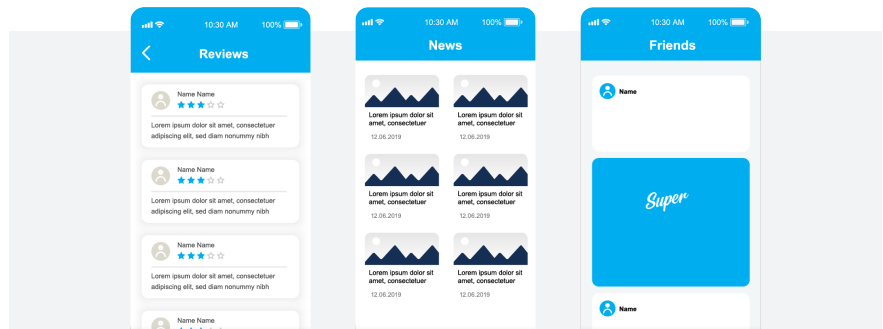 10:30 AM 100%
Reviews
Name Name
Lorem ipsum dolor sit amet, consectetuer
adipiscing elit, sed diam nonummy nibh
Name Name
Lorem ipsum dolor sit amet, consectetuer
adipiscing elit, sed diam nonummy nibh
Name Name
Lorem ipsum dolor sit amet, consectetuer
adipiscing elit, sed diam nonummy nibh
Name Name
10:30 AM 100%
News
Lorem ipsum dolor sit
amet, consectetuer
12.06.2019
Lorem ipsum dolor sit
amet, consectetuer
12.06.2019
Lorem ipsum dolor sit
amet, consectetuer
12.06.2019
Lorem ipsum dolor sit
amet, consectetuer
12.06.2019
Lorem ipsum dolor sit
amet, consectetuer
12.06.2019
Lorem ipsum dolor sit
amet, consectetuer
12.06.2019
10:30 AM 100%
Friends
Name
Super
Name